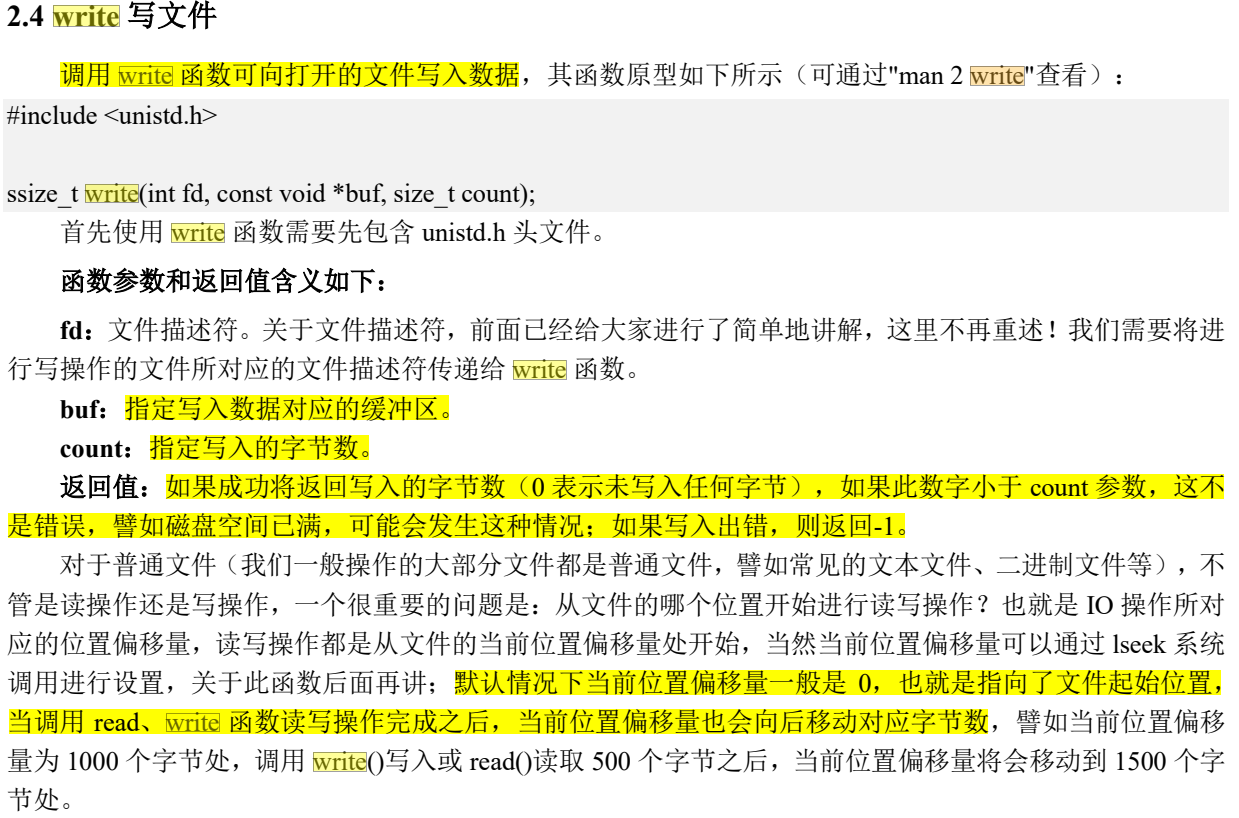 2.4 write 写文件
调用 write 函数可向打开的文件写入数据，其函数原型如下所示（可通过"man 2 write"查看）：
#include <unistd.h>
ssize_t write(int fd, const void *buf, size_t count);
首先使用 write 函数需要先包含 unistd.h 头文件。
函数参数和返回值含义如下：
fd：文件描述符。关于文件描述符，前面已经给大家进行了简单地讲解，这里不再重述！我们需要将进
行写操作的文件所对应的文件描述符传递给 write 函数。
buf：指定写入数据对应的缓冲区。
count：指定写入的字节数。
返回值：如果成功将返回写入的字节数（0 表示未写入任何字节），如果此数字小于 count 参数，这不
是错误，譬如磁盘空间已满，可能会发生这种情况；如果写入出错，则返回-1。
对于普通文件（我们一般操作的大部分文件都是普通文件，譬如常见的文本文件、二进制文件等），不
管是读操作还是写操作，一个很重要的问题是：从文件的哪个位置开始进行读写操作？也就是 IO 操作所对
应的位置偏移量，读写操作都是从文件的当前位置偏移量处开始，当然当前位置偏移量可以通过 lseek 系统
调用进行设置，关于此函数后面再讲；默认情况下当前位置偏移量一般是 0，也就是指向了文件起始位置，
当调用 read、write 函数读写操作完成之后，当前位置偏移量也会向后移动对应字节数，譬如当前位置偏移
量为 1000 个字节处，调用 write()写入或 read()读取 500 个字节之后，当前位置偏移量将会移动到 1500 个字
节处。